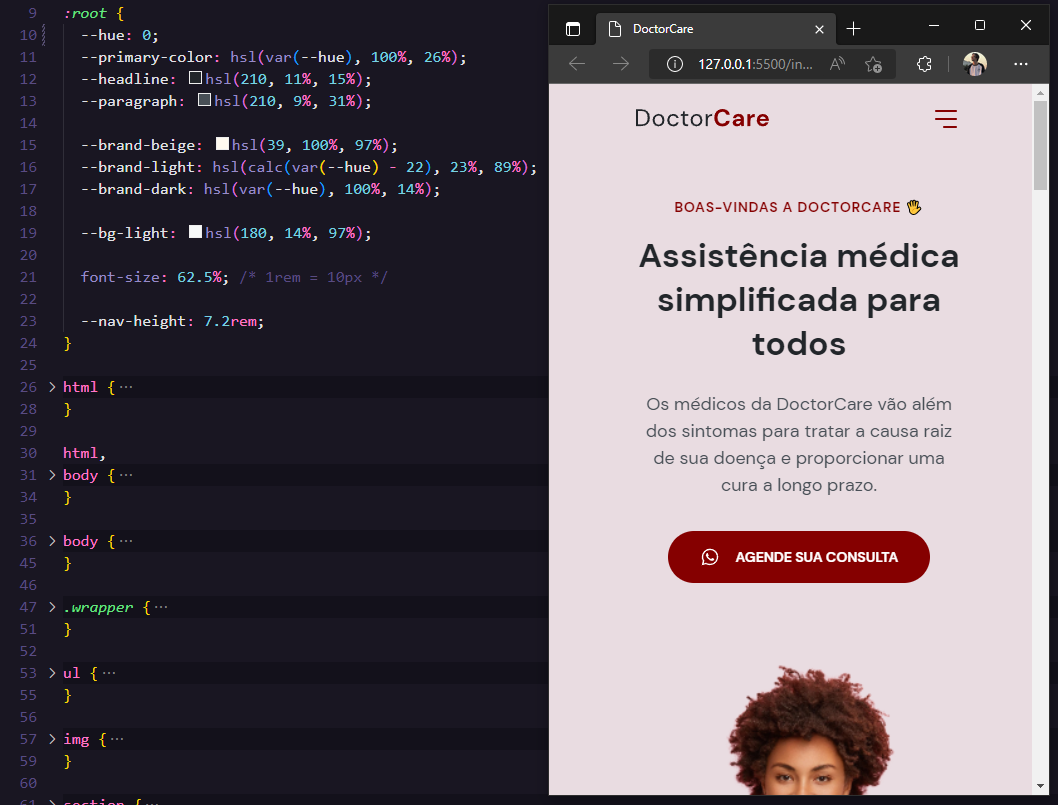 9 :root {
10 --hue: 0;
11 --primary-color: hsl(var(--hue), 100%, 26%);
12 --headline: hsl(210, 11%, 15%);
13 --paragraph: hsl(210, 9%, 31%);
14
15 --brand-beige: hsl(39, 100%, 97%);
16 --brand-light: hsl(calc(var(--hue) - 22), 23%, 89%);
17 --brand-dark: hsl(var(--hue), 100%, 14%);
18
19 --bg-light: hsl(180, 14%, 97%);
20
21 font-size: 62.5%; /* 1rem = 10px */
22
23 --nav-height: 7.2rem;
24 }
25
26 html { ···
28 }
29
30 html,
31 body { ···
34 }
35
36 body { ···
45 }
46
47 .wrapper { ···
51 }
52
53 ul { ···
55 }
56
57 img { ···
59 }
60
61 section { ···
DoctorCare
127.0.0.1:5500/in...
DoctorCare
BOAS-VINDAS A DOCTORCARE 👋
Assistência médica
simplificada para
todos
Os médicos da DoctorCare vão além
dos sintomas para tratar a causa raiz
de sua doença e proporcionar uma
cura a longo prazo.
AGENDE SUA CONSULTA